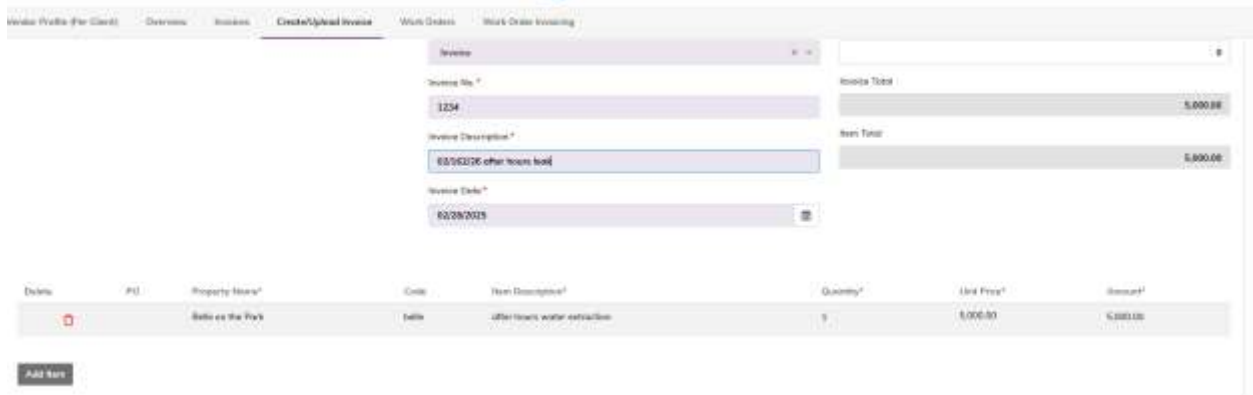 Vendor Profile (Per Client) Overview Invoices Create/Upload Invoice Work Orders Work Order Invoicing
Invoice
0
Invoice No. *
Invoice Total
1234
5,000.00
Invoice Description *
Item Total
after hours leak
5,000.00
Invoice Date *
02/28/2025
Delete PO Property Name* Code Item Description* Quantity* Unit Price* Amount*
on the Park after hours water extraction 1 5,000.00 5,000.00
Add Item